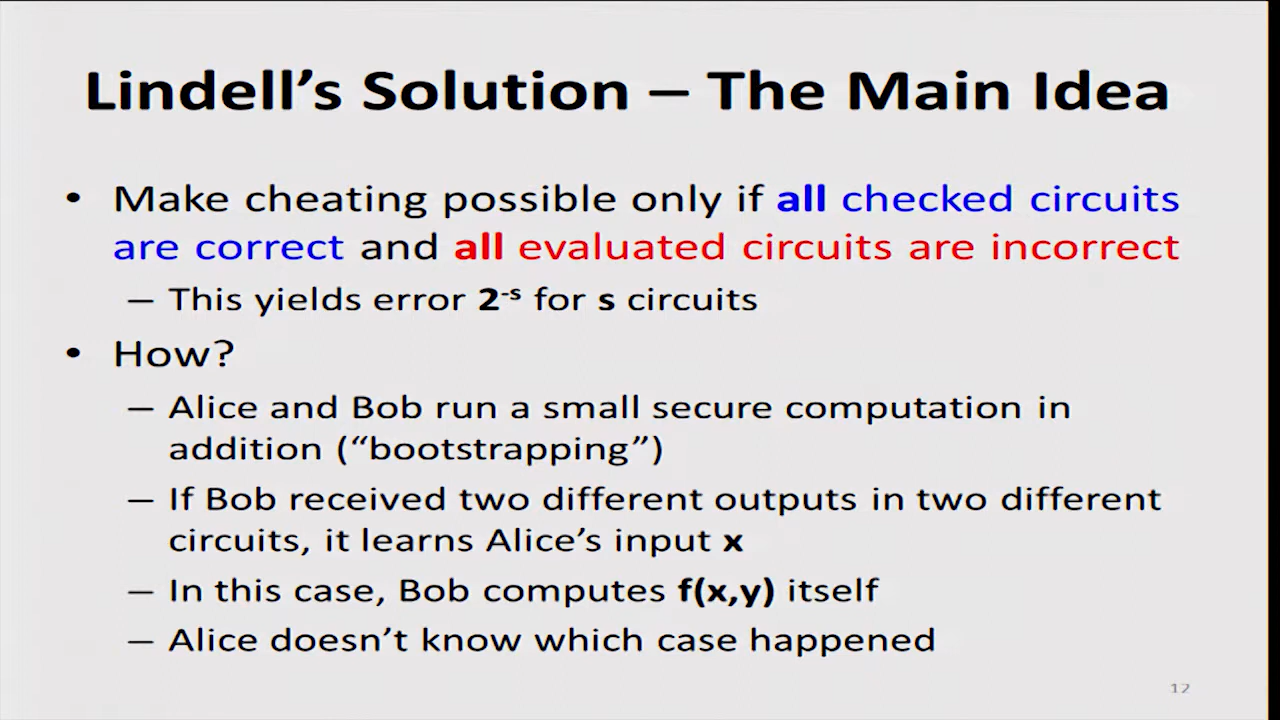 Lindell’s Solution – The Main Idea
• Make cheating possible only if all checked circuits
are correct and all evaluated circuits are incorrect
– This yields error 2⁻ˢ for s circuits
• How?
– Alice and Bob run a small secure computation in
addition (“bootstrapping”)
– If Bob received two different outputs in two different
circuits, it learns Alice’s input x
– In this case, Bob computes f(x,y) itself
– Alice doesn’t know which case happened
12